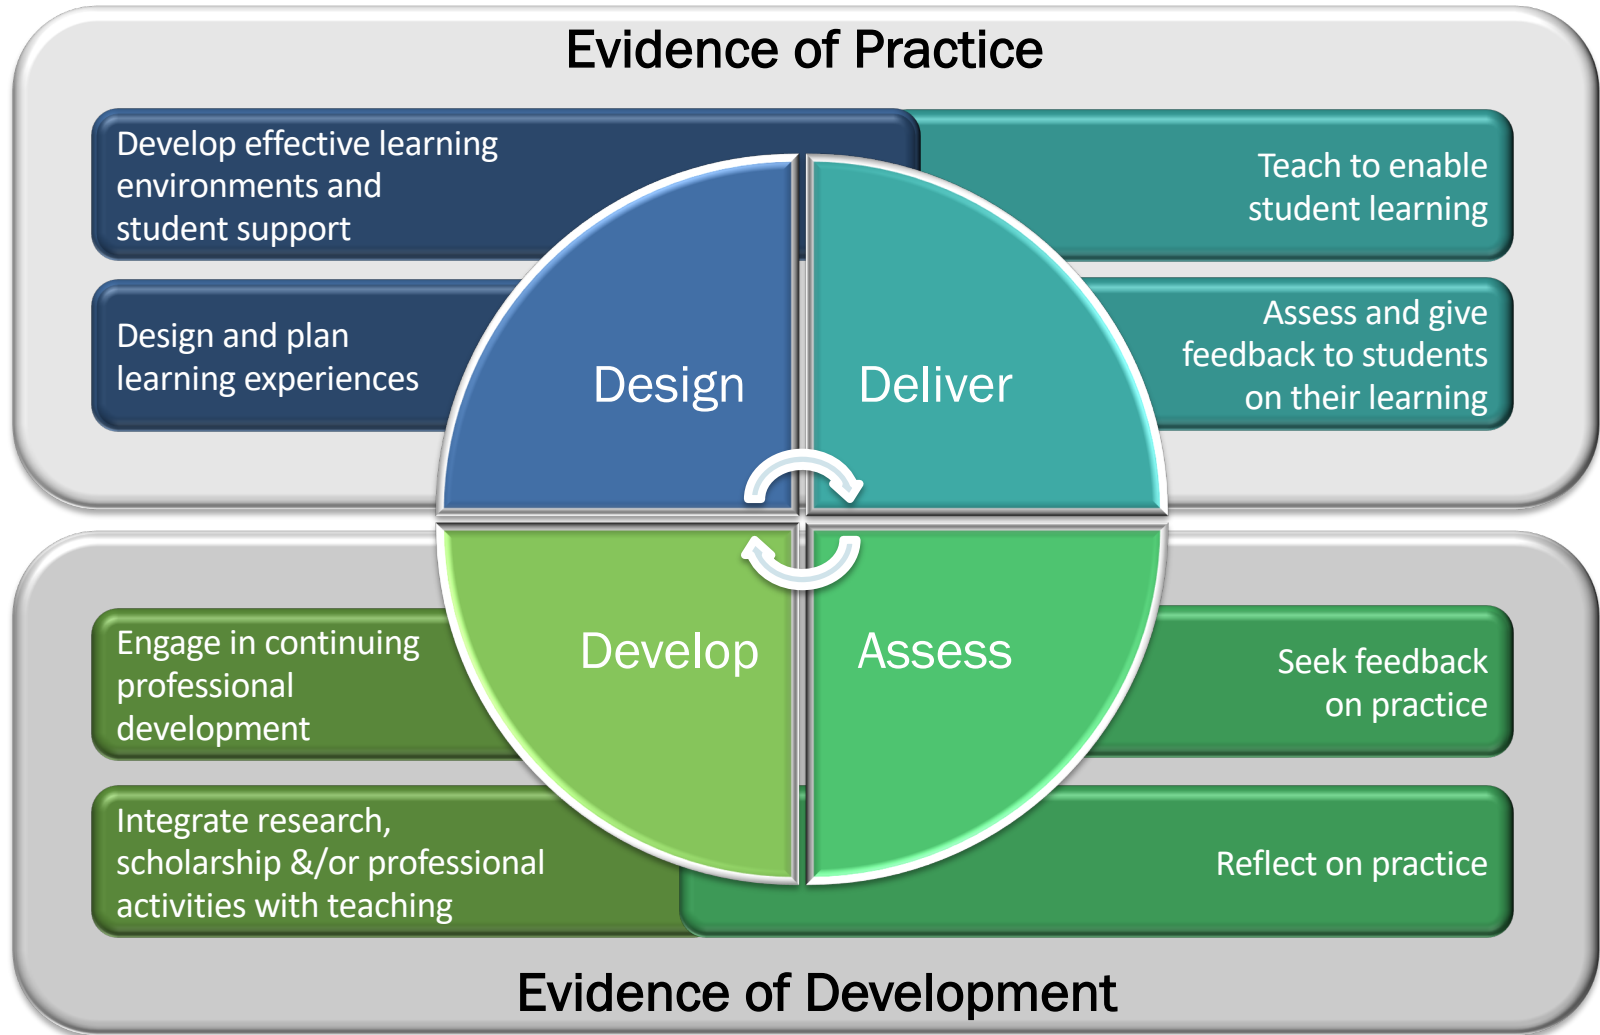 Evidence of Practice
Develop effective learning
environments and
student support
Teach to enable
student learning
Design and plan
learning experiences
Assess and give
feedback to students
on their learning
Design
Deliver
Develop
Assess
Engage in continuing
professional
development
Seek feedback
on practice
Integrate research,
scholarship &/or professional
activities with teaching
Reflect on practice
Evidence of Development